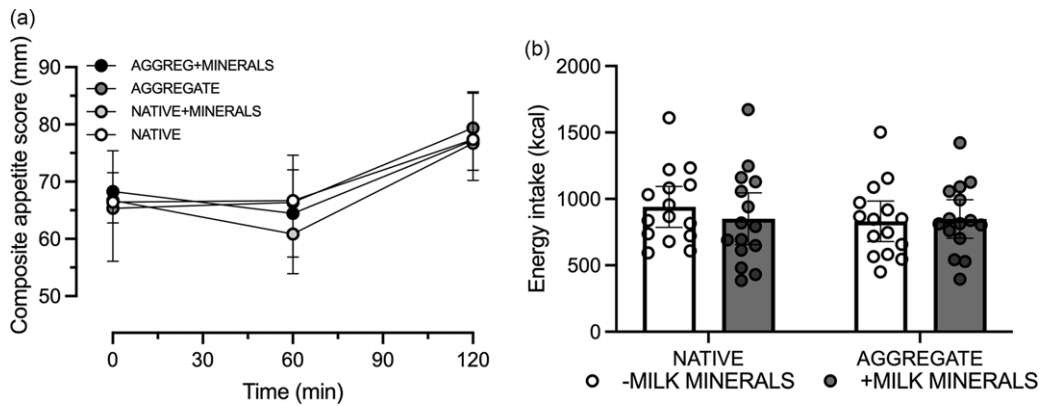 (a)
Composite appetite score (mm)
90
80
70
60
50
AGGREG+MINERALS
AGGREGATE
NATIVE+MINERALS
NATIVE
0
30
60
90
120
Time (min)
(b)
Energy intake (kcal)
2000
1500
1000
500
0
NATIVE
AGGREGATE
-MILK MINERALS
+MILK MINERALS